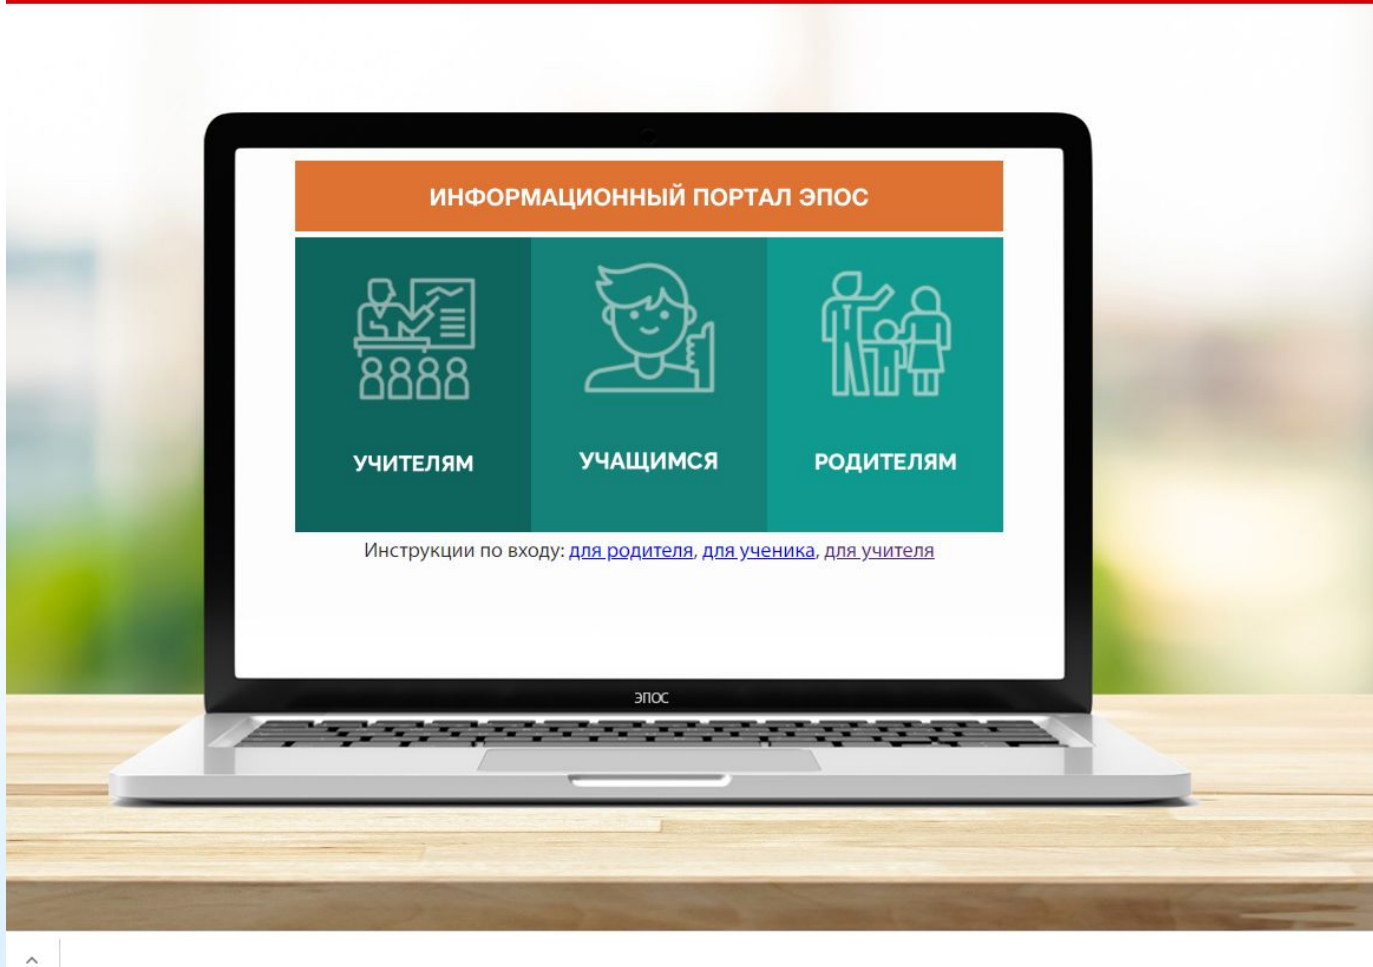 ИНФОРМАЦИОННЫЙ ПОРТАЛ ЭПОС
УЧИТЕЛЯМ УЧАЩИМСЯ РОДИТЕЛЯМ
Инструкции по входу: для родителя, для ученика, для учителя
ЭПОС